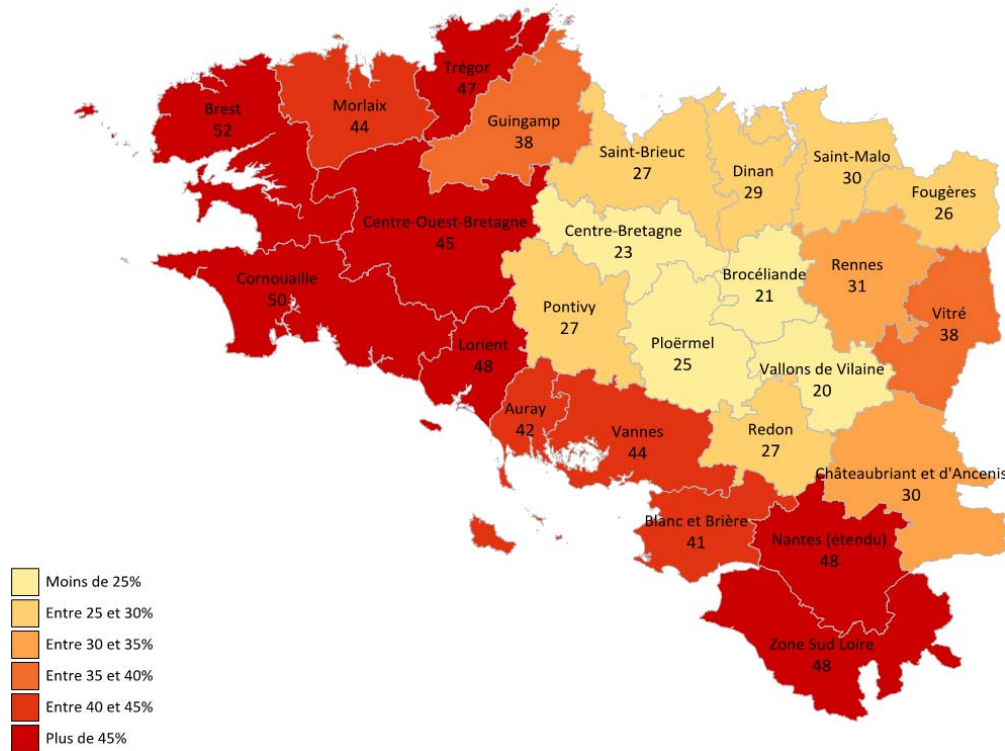 Trégor
47
Brest
52
Morlaix
44
Guingamp
38
Saint-Brieuc
27
Dinan
29
Saint-Malo
30
Fougères
26
Centre-Ouest-Bretagne
45
Centre-Bretagne
23
Brocéliande
21
Rennes
31
Vitré
38
Cornouaille
50
Pontivy
27
Lorient
48
Ploërmel
25
Vallons de Vilaine
20
Auray
42
Vannes
44
Redon
27
Châteaubriant et d'Ancenis
30
Blanc et Brière
41
Nantes (étendu)
48
Zone Sud Loire
48
Moins de 25%
Entre 25 et 30%
Entre 30 et 35%
Entre 35 et 40%
Entre 40 et 45%
Plus de 45%